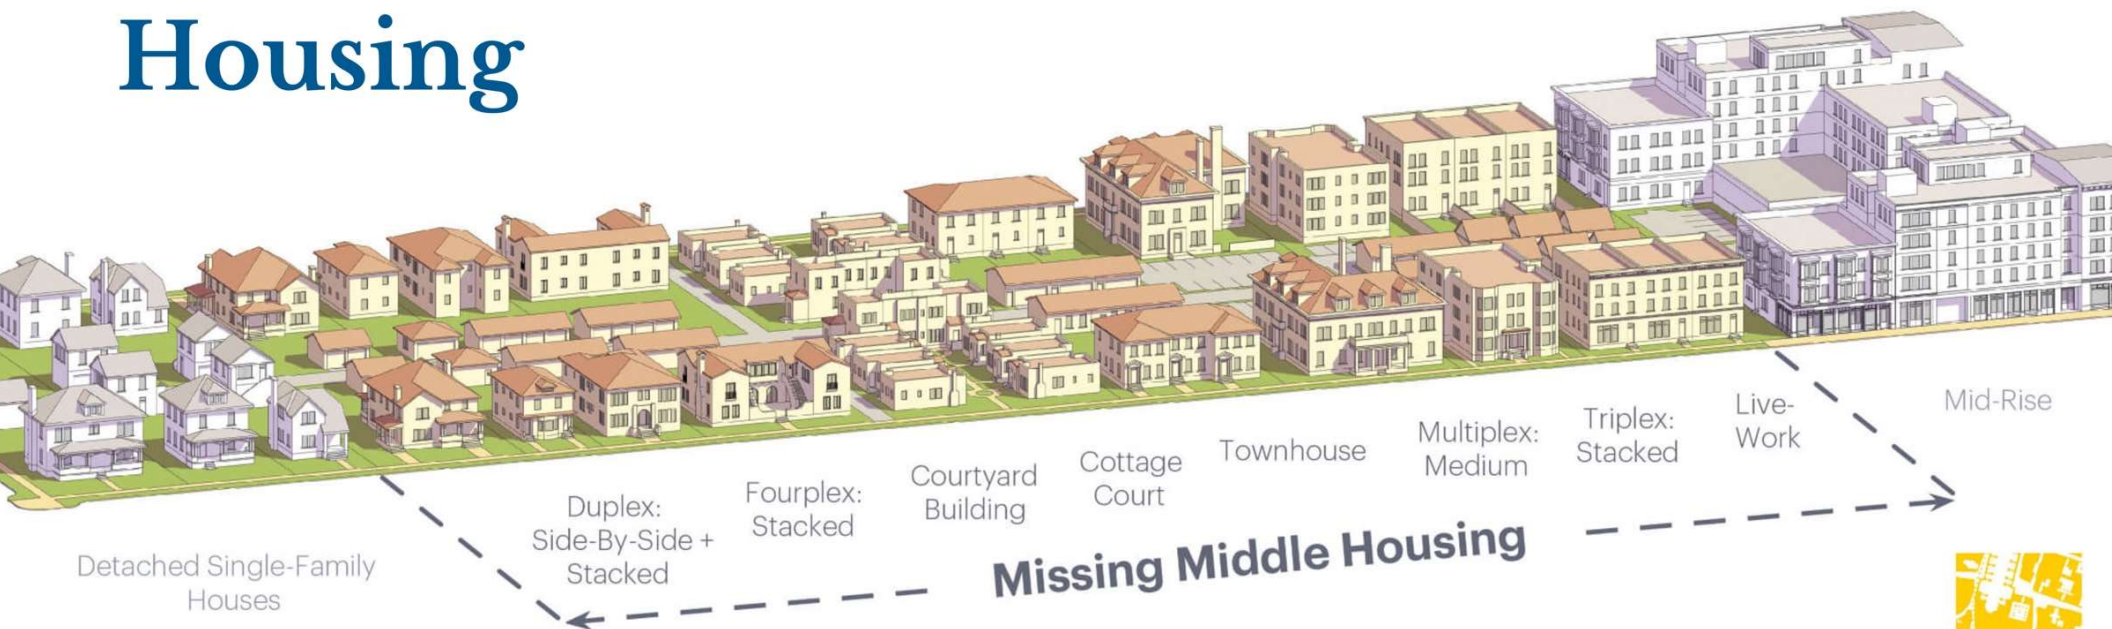 Housing
Detached Single-Family
Houses
Duplex:
Side-By-Side +
Stacked
Fourplex:
Stacked
Courtyard
Building
Cottage
Court
Townhouse
Multiplex:
Medium
Triplex:
Stacked
Live-
Work
Mid-Rise
Missing Middle Housing